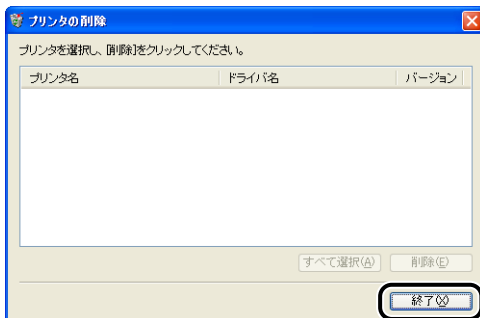 プリンタの削除
プリンタを選択し、[削除]をクリックしてください。
プリンタ名 ドライバ名 バージョン
すべて選択(A) 削除(E)
終了(X)